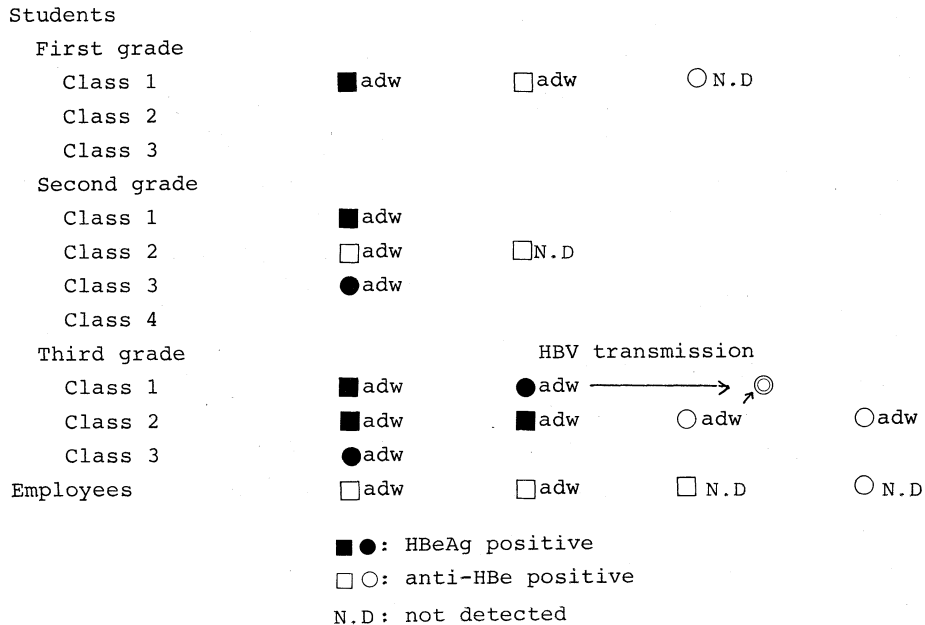 Students
First grade
Class 1 ■adw □adw ○N.D
Class 2
Class 3
Second grade
Class 1 ■adw
Class 2 □adw □N.D
Class 3 ●adw
Class 4
Third grade HBV transmission
Class 1 ■adw ●adw ⟶ ◎
Class 2 ■adw ■adw ○adw ↗ ○adw
Class 3 ●adw
Employees □adw □adw □N.D ○N.D
■●: HBeAg positive
□○: anti-HBe positive
N.D: not detected